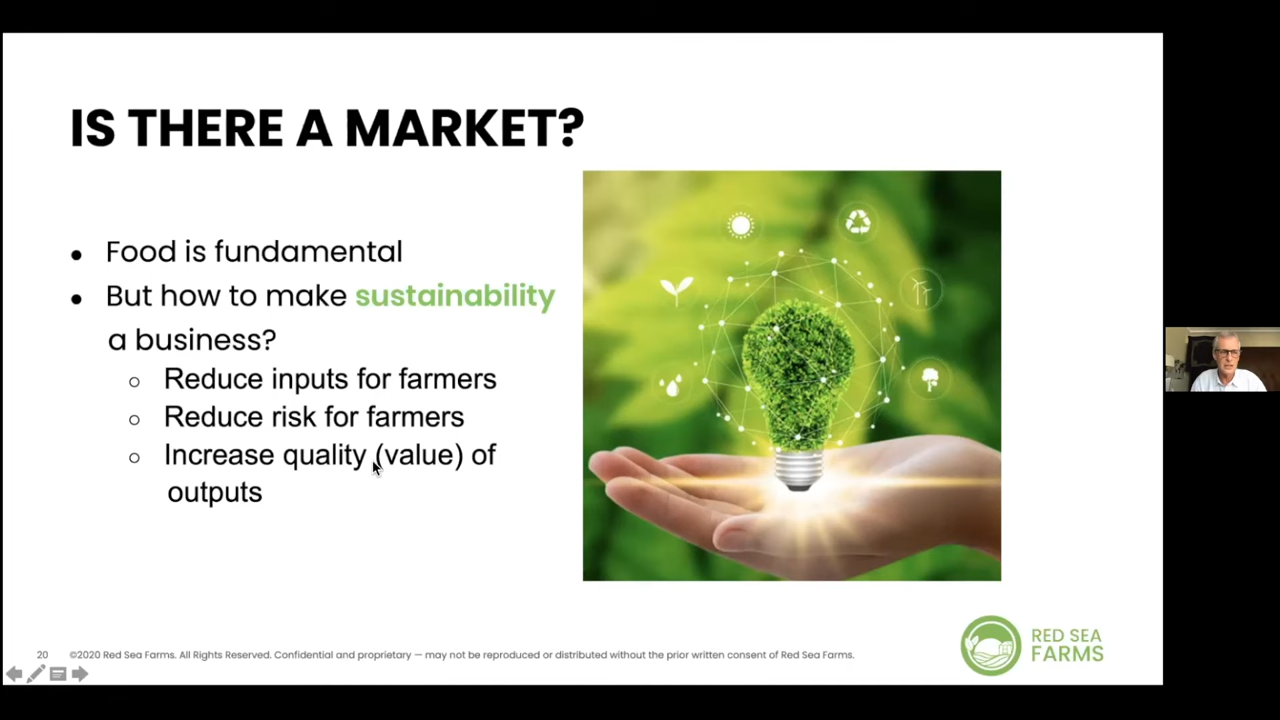 IS THERE A MARKET?
• Food is fundamental
• But how to make sustainability
a business?
○ Reduce inputs for farmers
○ Reduce risk for farmers
○ Increase quality (value) of
outputs
20 ©2020 Red Sea Farms. All Rights Reserved. Confidential and proprietary — may not be reproduced or distributed without the prior written consent of Red Sea Farms.
RED SEA
FARMS